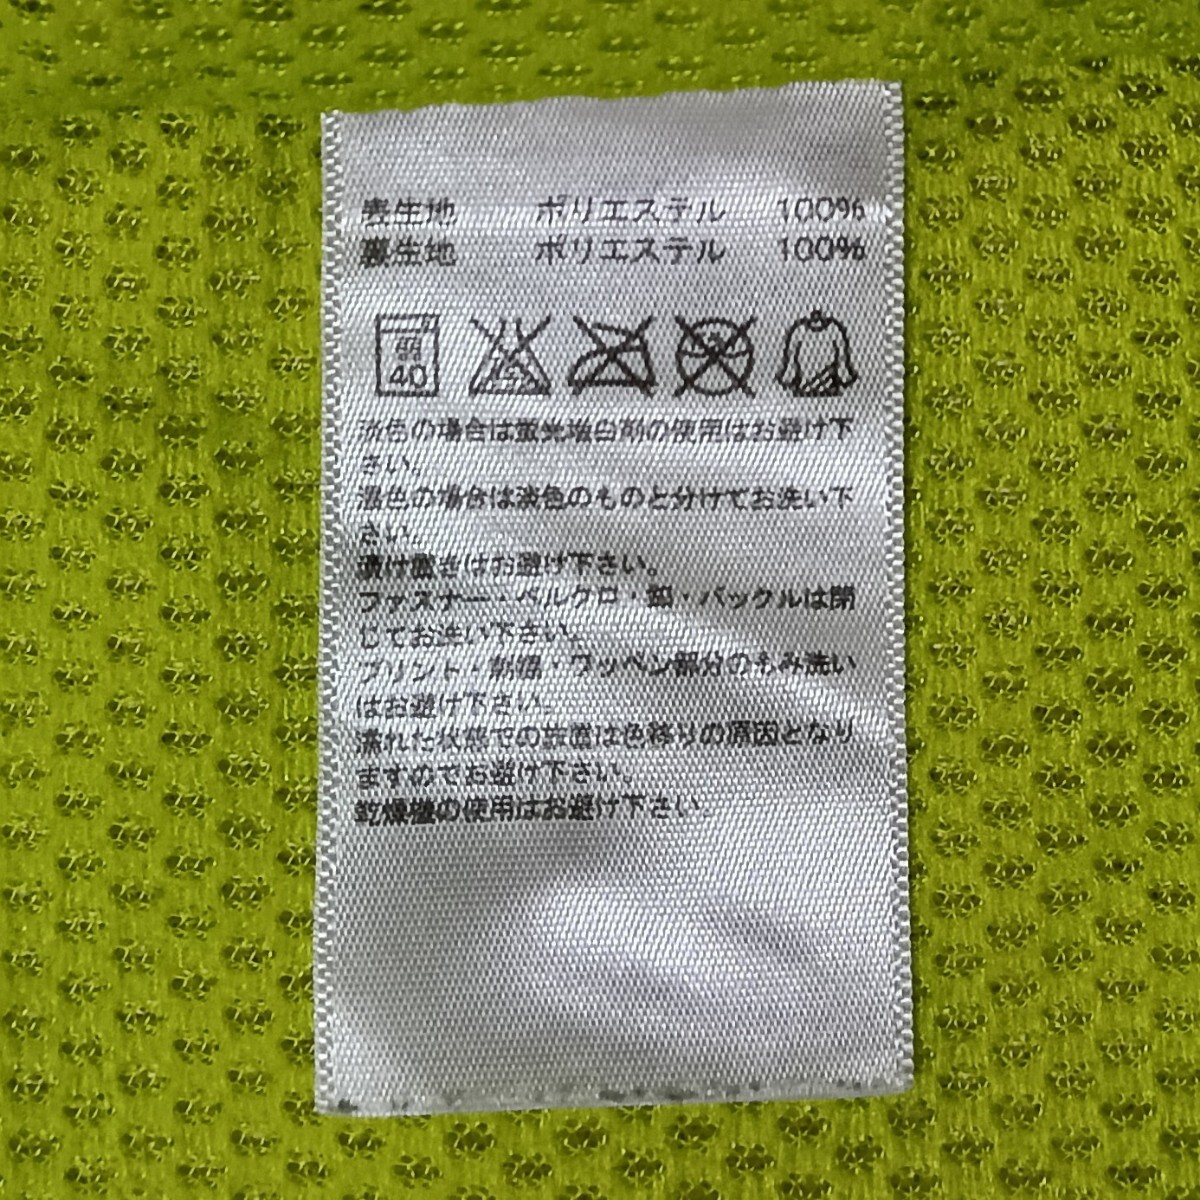 表生地 ポリエステル 100%
裏生地 ポリエステル 100%
弱
40
淡色の場合は蛍光増白剤の使用はお避け下
さい。
濃色の場合は淡色のものと分けてお洗い下
さい。
漬け置きはお避け下さい。
ファスナー・ベルクロ・釦・バックルは閉
じてお洗い下さい。
プリント・刺繍・ワッペン部分のもみ洗い
はお避け下さい。
濡れた状態での放置は色移りの原因となり
ますのでお避け下さい。
乾燥機の使用はお避け下さい。